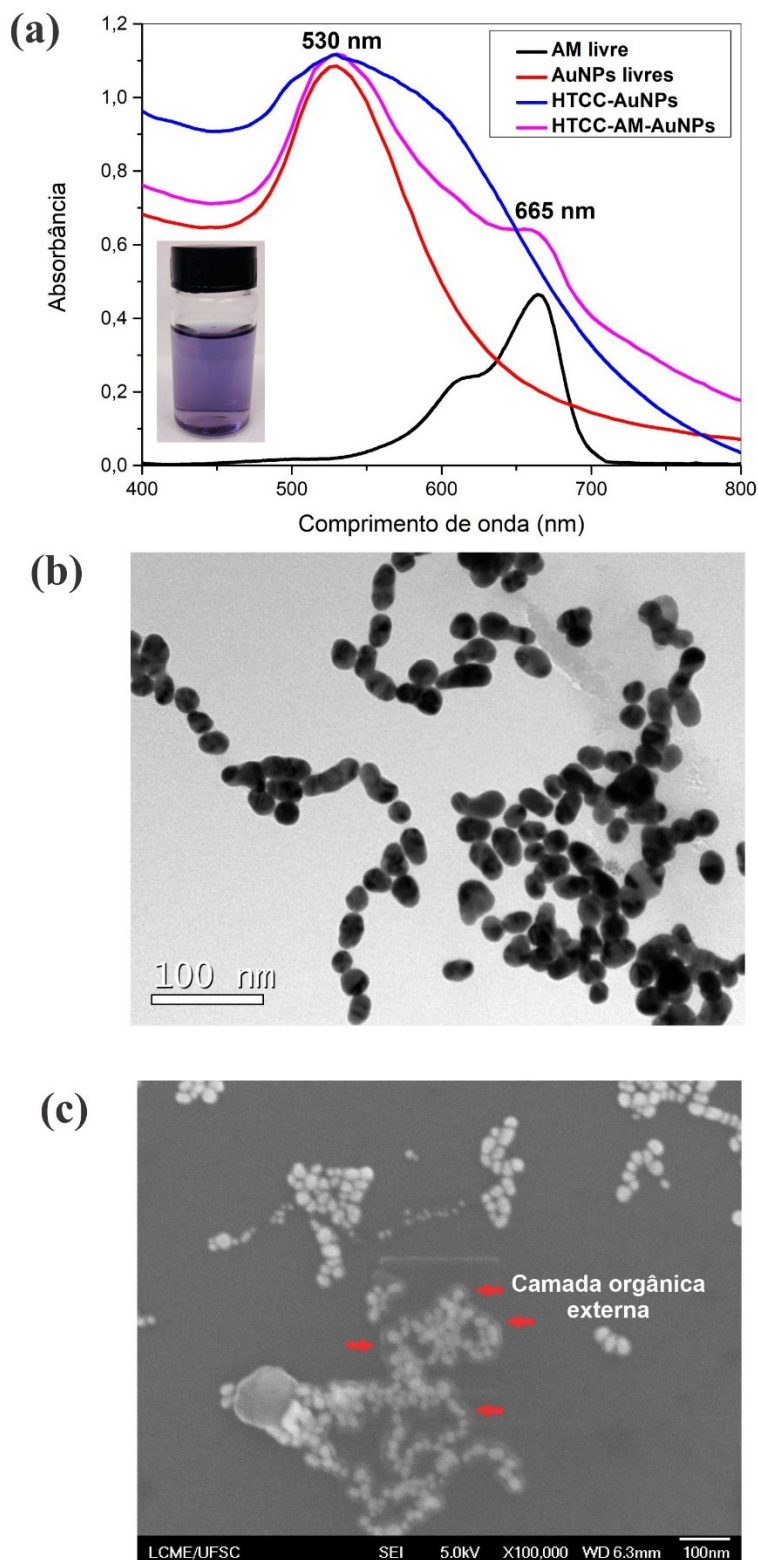 (a)
1,2
1,0
0,8
0,6
0,4
0,2
0,0
Absorbância
530 nm
665 nm
AM livre
AuNPs livres
HTCC-AuNPs
HTCC-AM-AuNPs
400
500
600
700
800
Comprimento de onda (nm)
(b)
100 nm
(c)
Camada orgânica
externa
LCME/UFSC SEI 5.0kV X100,000 WD 6.3mm 100nm